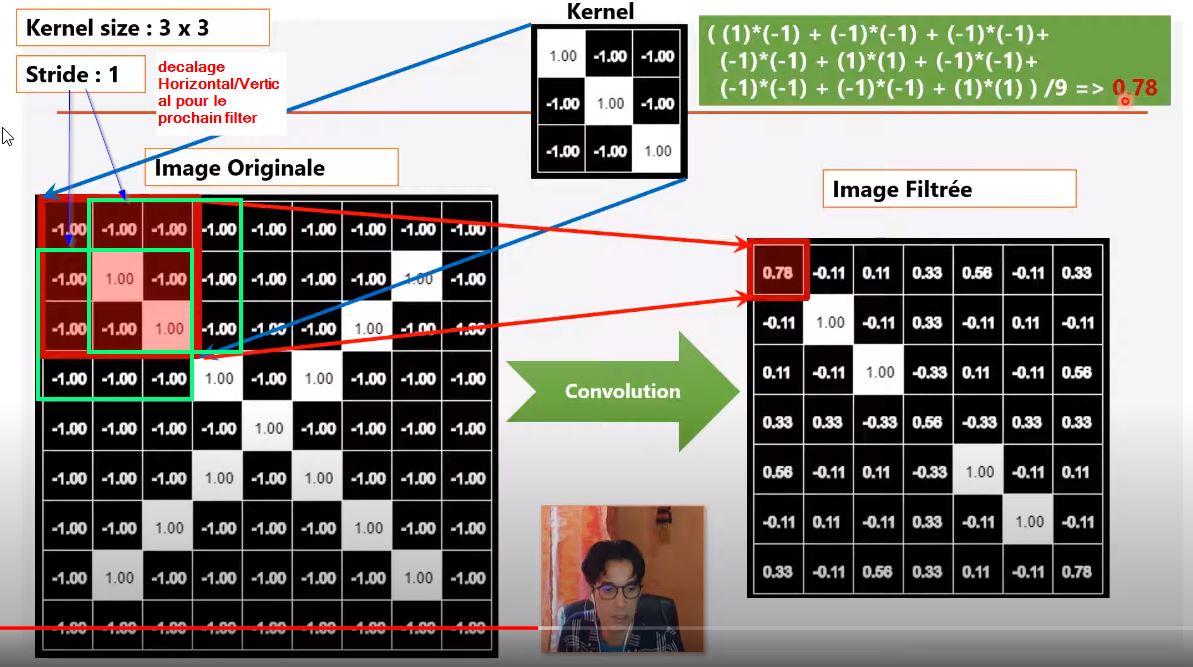 Kernel size : 3 x 3
Stride : 1
decalage
Horizontal/Vertic
al pour le
prochain filter
Kernel
1.00 -1.00 -1.00
-1.00 1.00 -1.00
-1.00 -1.00 1.00
( (1)*(-1) + (-1)*(-1) + (-1)*(-1)+
(-1)*(-1) + (1)*(1) + (-1)*(-1)+
(-1)*(-1) + (-1)*(-1) + (1)*(1) ) /9 => 0.78
Image Originale
-1.00 -1.00 -1.00 -1.00 -1.00 -1.00 -1.00 -1.00 -1.00
-1.00 1.00 -1.00 -1.00 -1.00 -1.00 -1.00 1.00 -1.00
-1.00 -1.00 1.00 -1.00 -1.00 -1.00 1.00 -1.00 -1.00
-1.00 -1.00 -1.00 1.00 -1.00 1.00 -1.00 -1.00 -1.00
-1.00 -1.00 -1.00 -1.00 1.00 -1.00 -1.00 -1.00 -1.00
-1.00 -1.00 -1.00 1.00 -1.00 1.00 -1.00 -1.00 -1.00
-1.00 -1.00 1.00 -1.00 -1.00 -1.00 1.00 -1.00 -1.00
-1.00 1.00 -1.00 -1.00 -1.00 -1.00 -1.00 1.00 -1.00
-1.00 -1.00 -1.00 -1.00 -1.00 -1.00 -1.00 -1.00 -1.00
Convolution
Image Filtrée
0.78 -0.11 0.11 0.33 0.56 -0.11 0.33
-0.11 1.00 -0.11 0.33 -0.11 0.11 -0.11
0.11 -0.11 1.00 -0.33 0.11 -0.11 0.56
0.33 0.33 -0.33 0.56 -0.33 0.33 0.33
0.56 -0.11 0.11 -0.33 1.00 -0.11 0.11
-0.11 0.11 -0.11 0.33 -0.11 1.00 -0.11
0.33 -0.11 0.56 0.33 0.11 -0.11 0.78